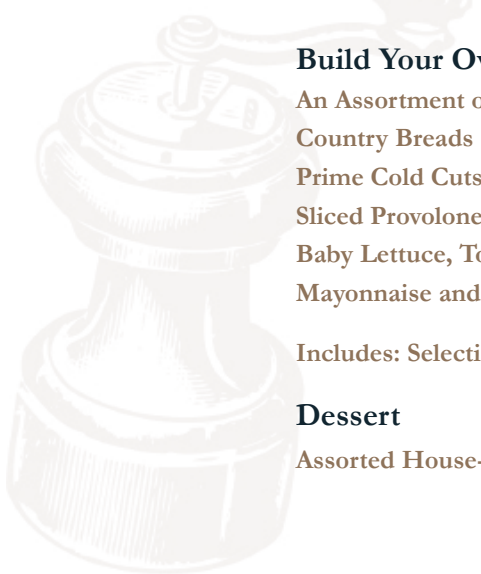 Build Your Ov
An Assortment o
Country Breads
Prime Cold Cuts
Sliced Provolone
Baby Lettuce, To
Mayonnaise and
Includes: Selecti
Dessert
Assorted House-